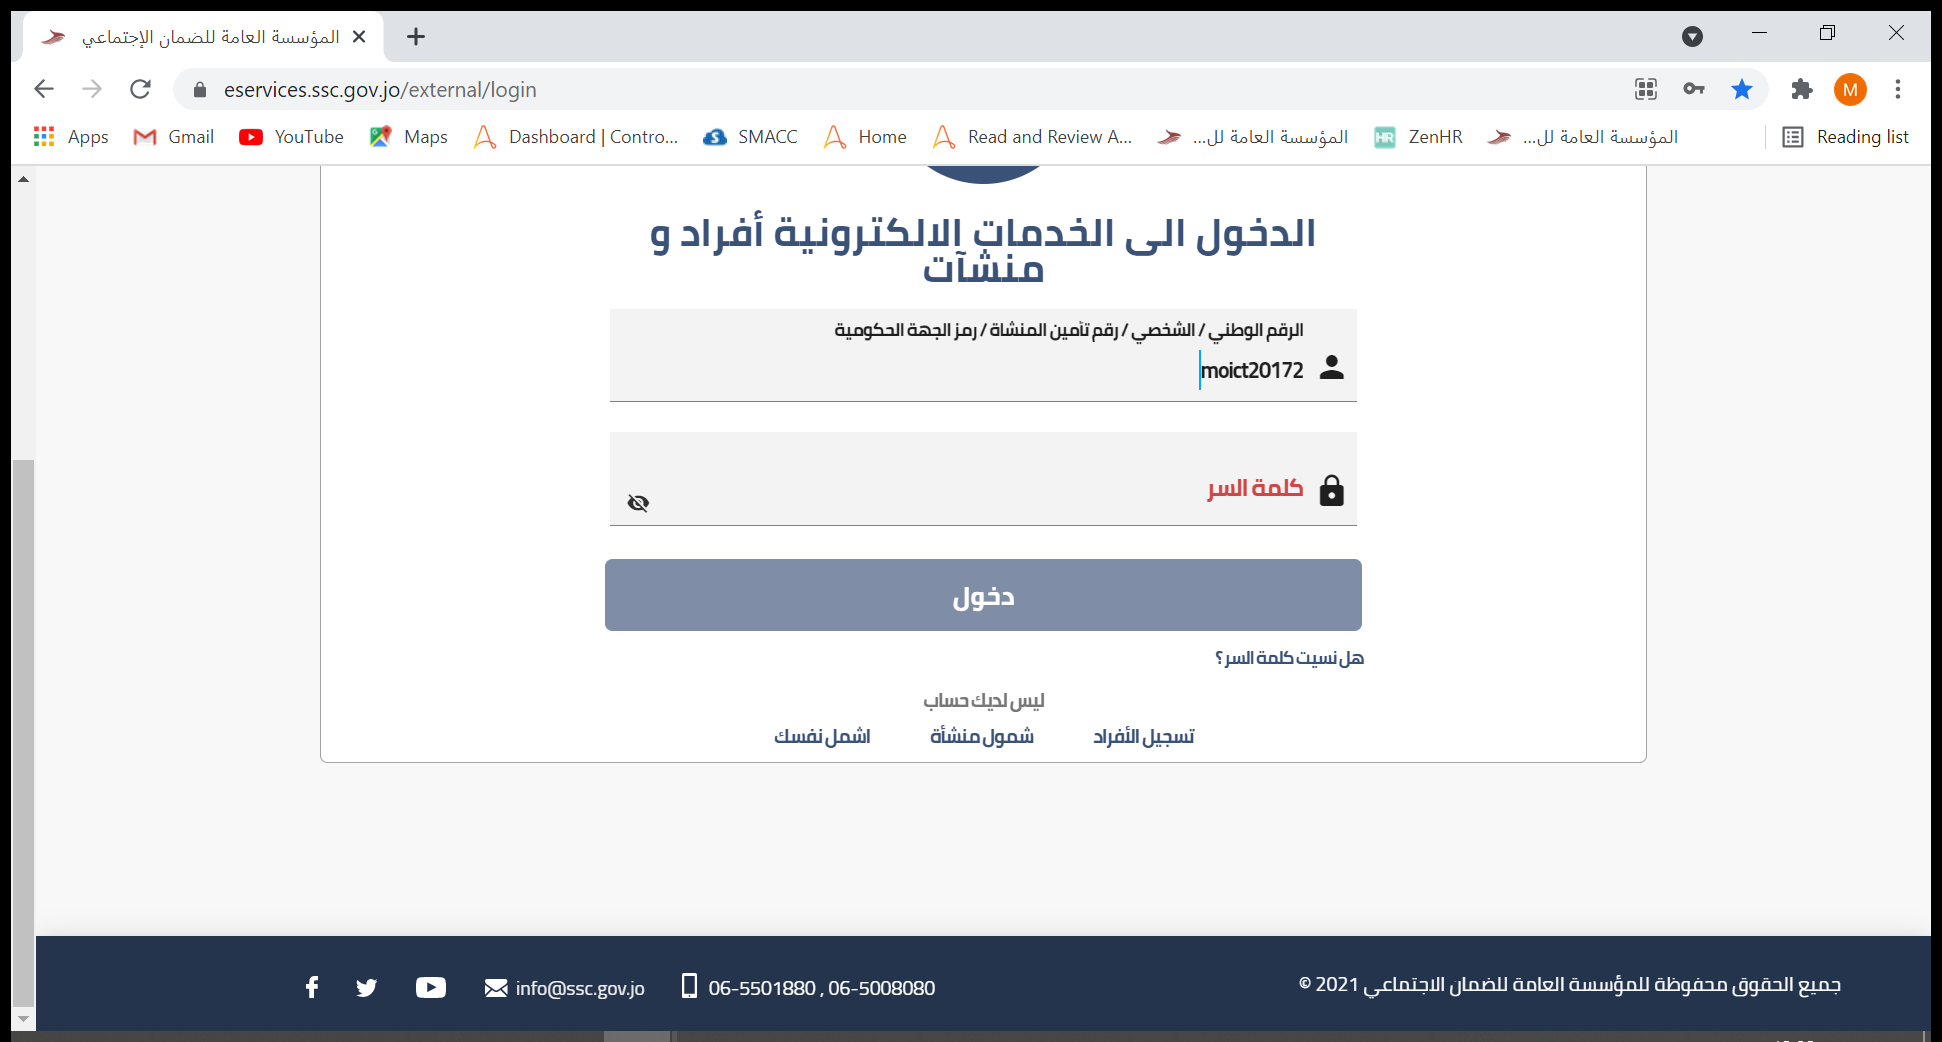 المؤسسة العامة للضمان الإجتماعي
eservices.ssc.gov.jo/external/login
M
Apps Gmail YouTube Maps Dashboard | Contro... SMACC Home Read and Review A... المؤسسة العامة لل... ZenHR المؤسسة العامة لل... Reading list
الدخول الى الخدمات الالكترونية أفراد و
منشآت
الرقم الوطني / الشخصي / رقم تأمين المنشاة / رمز الجهة الحكومية
moict20172
كلمة السر
دخول
هل نسيت كلمة السر ؟
ليس لديك حساب
تسجيل الأفراد شمول منشأة اشمل نفسك
info@ssc.gov.jo 06-5501880 , 06-5008080 جميع الحقوق محفوظة للمؤسسة العامة للضمان الاجتماعي 2021 ©